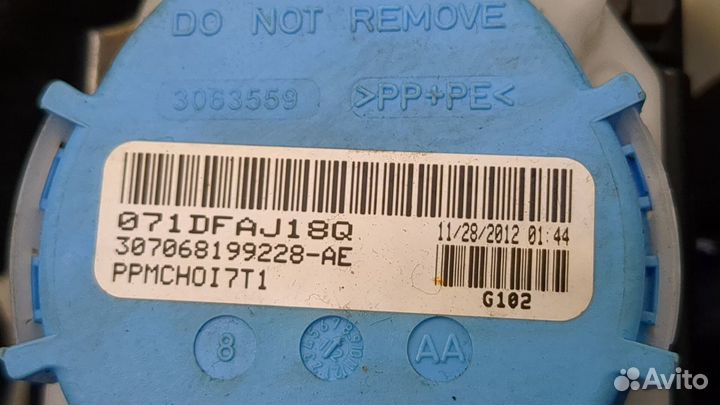 DO NOT REMOVE
3063559
>PP+PE<
071DFAJ18Q
11/28/2012 01:44
307068199228-AE
PPMCHOI7T1
G102
8
12
AA
Avito